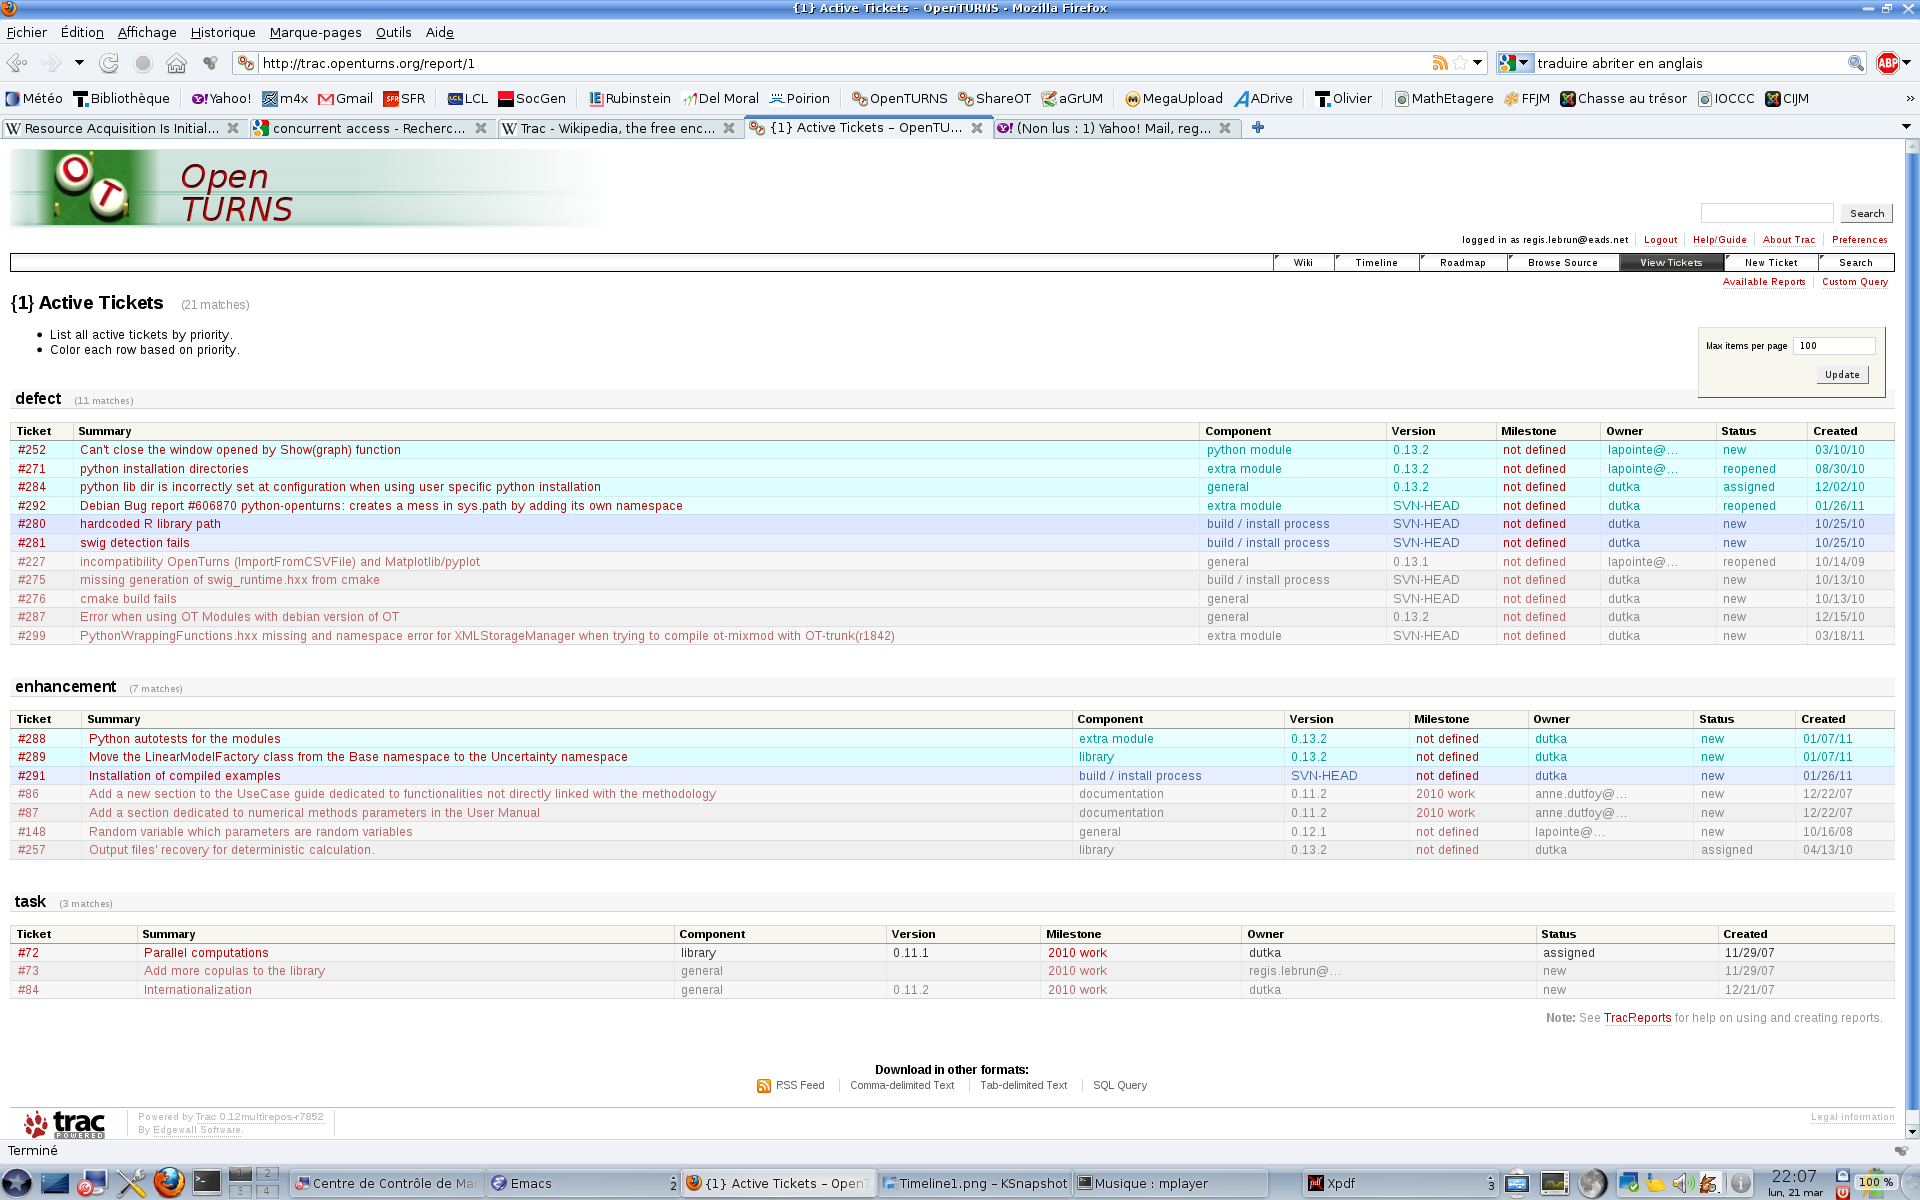 {1} Active Tickets – OpenTURNS - Mozilla Firefox
Fichier Édition Affichage Historique Marque-pages Outils Aide
http://trac.openturns.org/report/1 traduire abriter en anglais ABP
Météo Bibliothèque Yahoo! m4x Gmail SFR LCL SocGen Rubinstein Del Moral Poirion OpenTURNS ShareOT aGrUM MegaUpload ADrive Olivier MathEtagere FFJM Chasse au trésor IOCCC CIJM »
Resource Acquisition Is Initial... concurrent access - Recherc... Trac - Wikipedia, the free enc... {1} Active Tickets – OpenTU... (Non lus : 1) Yahoo! Mail, reg...
OT
Open
TURNS
Search
logged in as regis.lebrun@eads.net Logout Help/Guide About Trac Preferences
Wiki Timeline Roadmap Browse Source View Tickets New Ticket Search
Available Reports Custom Query
{1} Active Tickets (21 matches)
• List all active tickets by priority.
• Color each row based on priority.
Max items per page 100
Update
defect (11 matches)
Ticket Summary Component Version Milestone Owner Status Created
#252 Can't close the window opened by Show(graph) function python module 0.13.2 not defined lapointe@… new 03/10/10
#271 python installation directories extra module 0.13.2 not defined lapointe@… reopened 08/30/10
#284 python lib dir is incorrectly set at configuration when using user specific python installation general 0.13.2 not defined dutka assigned 12/02/10
#292 Debian Bug report #606870 python-openturns: creates a mess in sys.path by adding its own namespace extra module SVN-HEAD not defined dutka reopened 01/26/11
#280 hardcoded R library path build / install process SVN-HEAD not defined dutka new 10/25/10
#281 swig detection fails build / install process SVN-HEAD not defined dutka new 10/25/10
#227 incompatibility OpenTurns (ImportFromCSVFile) and Matplotlib/pyplot general 0.13.1 not defined lapointe@… reopened 10/14/09
#275 missing generation of swig_runtime.hxx from cmake build / install process SVN-HEAD not defined dutka new 10/13/10
#276 cmake build fails general SVN-HEAD not defined dutka new 10/13/10
#287 Error when using OT Modules with debian version of OT general 0.13.2 not defined dutka new 12/15/10
#299 PythonWrappingFunctions.hxx missing and namespace error for XMLStorageManager when trying to compile ot-mixmod with OT-trunk(r1842) extra module SVN-HEAD not defined dutka new 03/18/11
enhancement (7 matches)
Ticket Summary Component Version Milestone Owner Status Created
#288 Python autotests for the modules extra module 0.13.2 not defined dutka new 01/07/11
#289 Move the LinearModelFactory class from the Base namespace to the Uncertainty namespace library 0.13.2 not defined dutka new 01/07/11
#291 Installation of compiled examples build / install process SVN-HEAD not defined dutka new 01/26/11
#86 Add a new section to the UseCase guide dedicated to functionalities not directly linked with the methodology documentation 0.11.2 2010 work anne.dutfoy@… new 12/22/07
#87 Add a section dedicated to numerical methods parameters in the User Manual documentation 0.11.2 2010 work anne.dutfoy@… new 12/22/07
#148 Random variable which parameters are random variables general 0.12.1 not defined lapointe@… new 10/16/08
#257 Output files' recovery for deterministic calculation. library 0.13.2 not defined dutka assigned 04/13/10
task (3 matches)
Ticket Summary Component Version Milestone Owner Status Created
#72 Parallel computations library 0.11.1 2010 work dutka assigned 11/29/07
#73 Add more copulas to the library general 2010 work regis.lebrun@… new 11/29/07
#84 Internationalization general 0.11.2 2010 work dutka new 12/21/07
Note: See TracReports for help on using and creating reports.
Download in other formats:
RSS Feed Comma-delimited Text Tab-delimited Text SQL Query
trac POWERED
Powered by Trac 0.12multirepos-r7852
By Edgewall Software.
Legal information
Terminé
1 2 3 4 Centre de Contrôle de Mar Emacs 2 {1} Active Tickets – OpenT Timeline1.png – KSnapshot Musique : mplayer Xpdf 3 22:07 lun, 21 mar 100 %